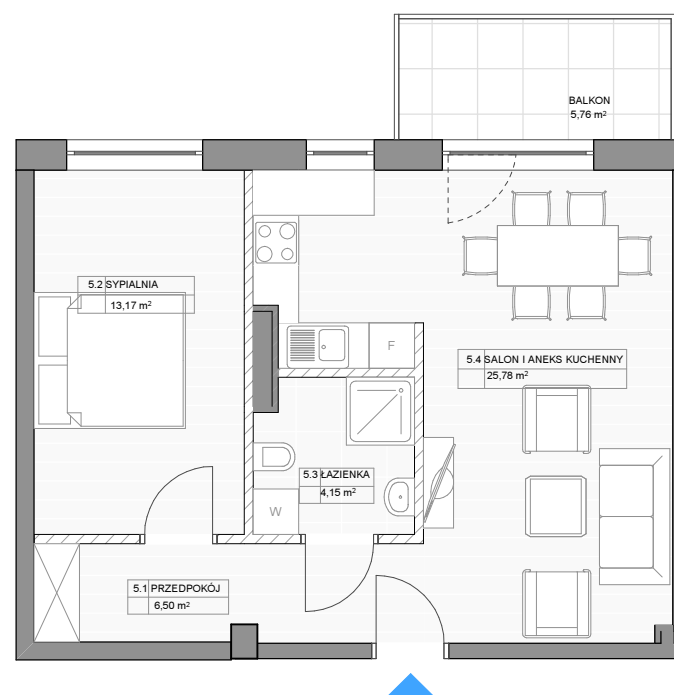 BALKON
5,76 m²
5.2 SYPIALNIA
13,17 m²
F
5.4 SALON I ANEKS KUCHENNY
25,78 m²
5.3 ŁAZIENKA
4,15 m²
W
5.1 PRZEDPOKÓJ
6,50 m²